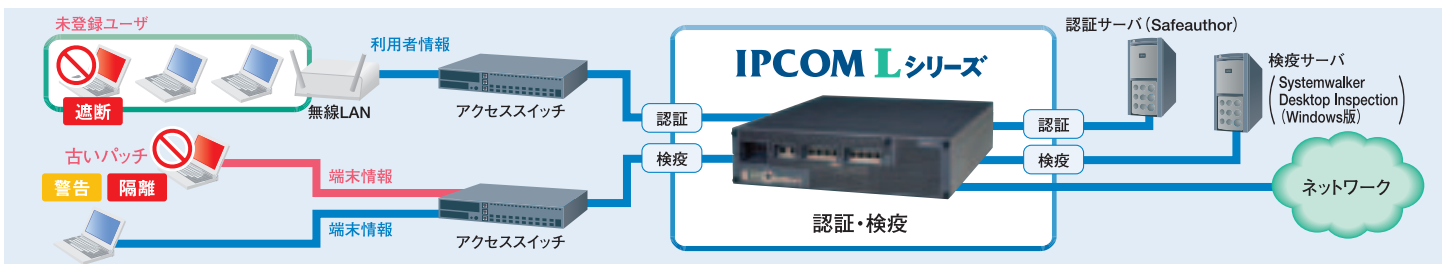 未登録ユーザ
遮断
無線LAN
利用者情報
アクセススイッチ
古いパッチ
警告
隔離
端末情報
端末情報
アクセススイッチ
認証
検疫
IPCOM Lシリーズ
認証・検疫
認証
検疫
認証サーバ(Safeauthor)
検疫サーバ
(Systemwalker
Desktop Inspection
(Windows版))
ネットワーク